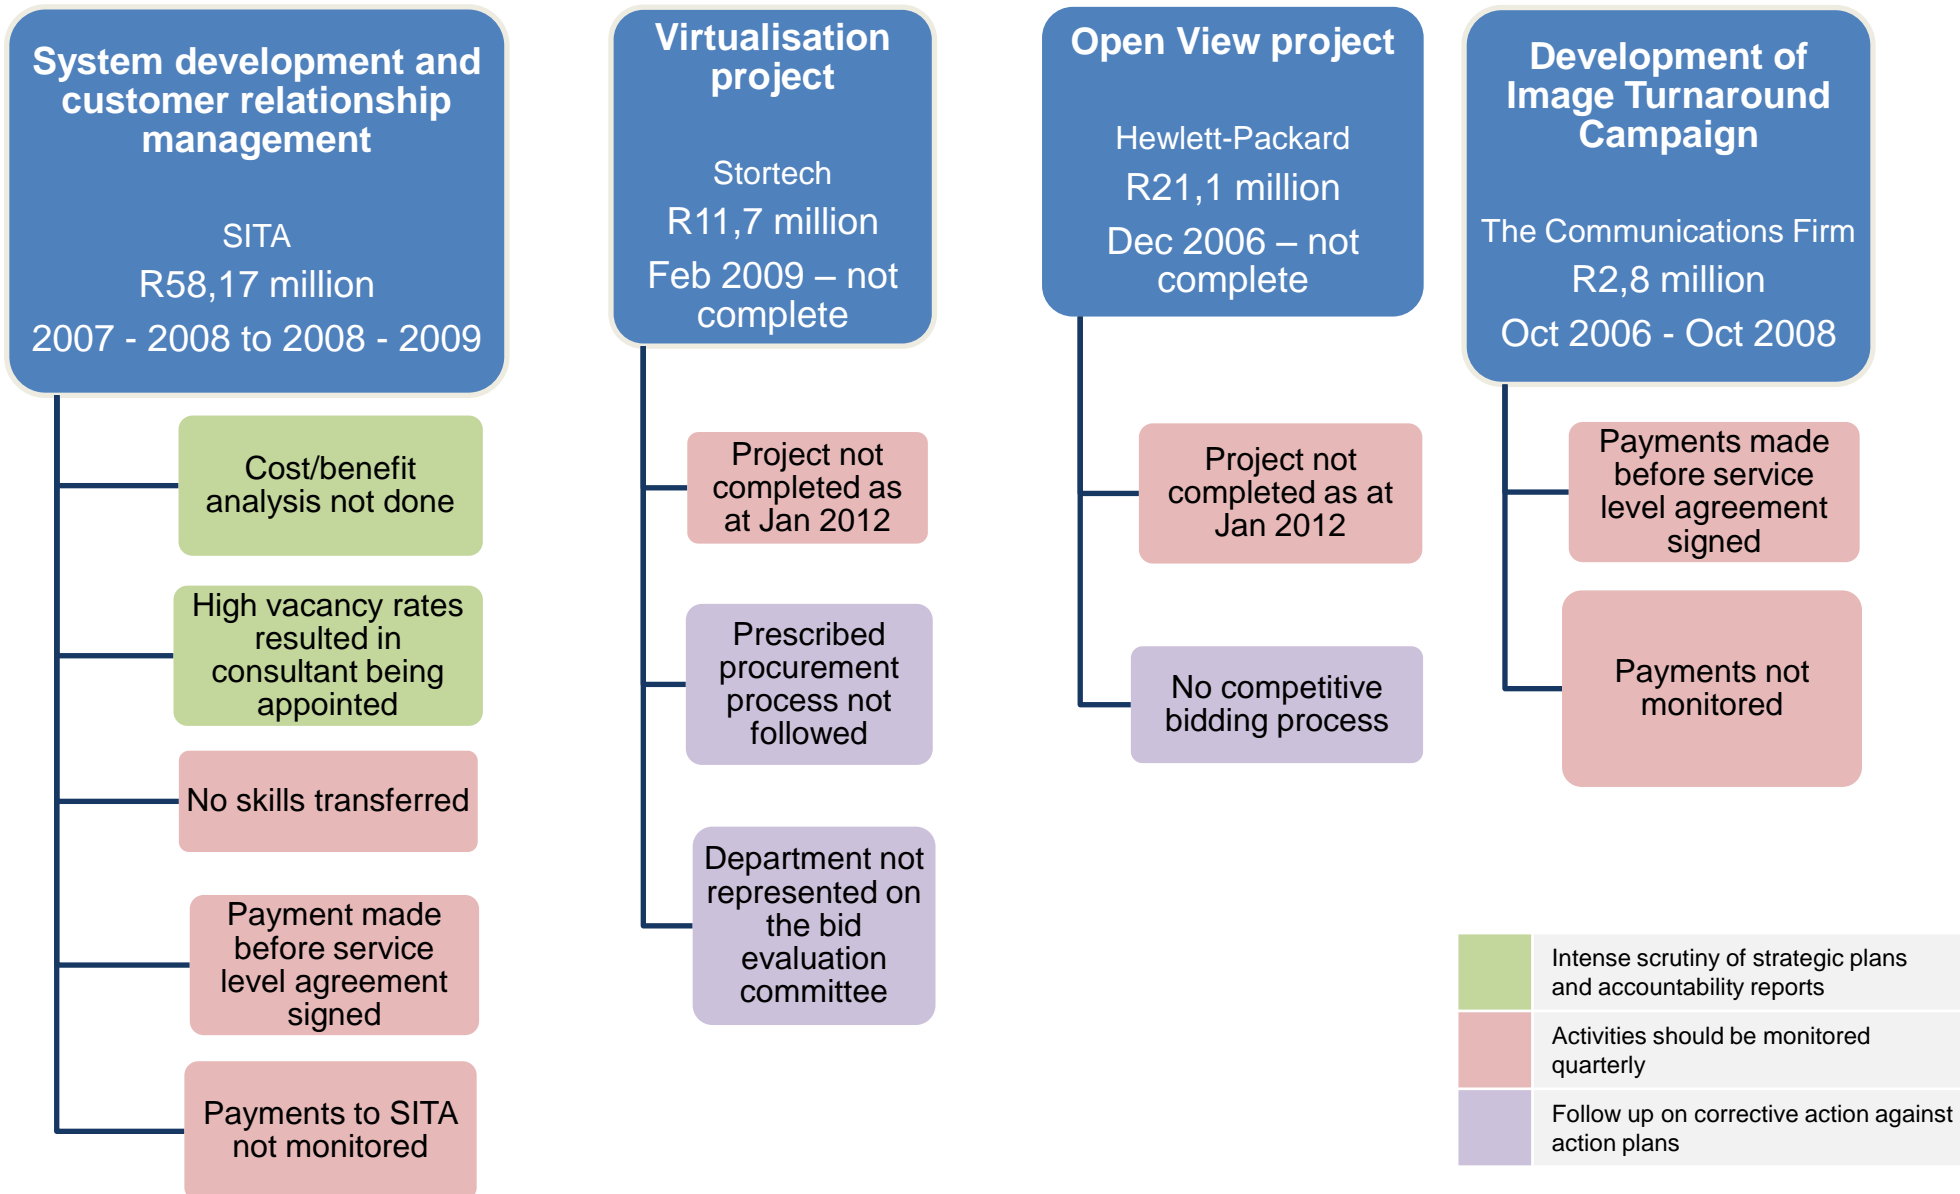 System development and
customer relationship
management
SITA
R58,17 million
2007 - 2008 to 2008 - 2009
Cost/benefit
analysis not done
High vacancy rates
resulted in
consultant being
appointed
No skills transferred
Payment made
before service
level agreement
signed
Payments to SITA
not monitored
Virtualisation
project
Stortech
R11,7 million
Feb 2009 – not
complete
Project not
completed as
at Jan 2012
Prescribed
procurement
process not
followed
Department not
represented on
the bid
evaluation
committee
Open View project
Hewlett-Packard
R21,1 million
Dec 2006 – not
complete
Project not
completed as at
Jan 2012
No competitive
bidding process
Development of
Image Turnaround
Campaign
The Communications Firm
R2,8 million
Oct 2006 - Oct 2008
Payments made
before service
level agreement
signed
Payments not
monitored
Intense scrutiny of strategic plans
and accountability reports
Activities should be monitored
quarterly
Follow up on corrective action against
action plans